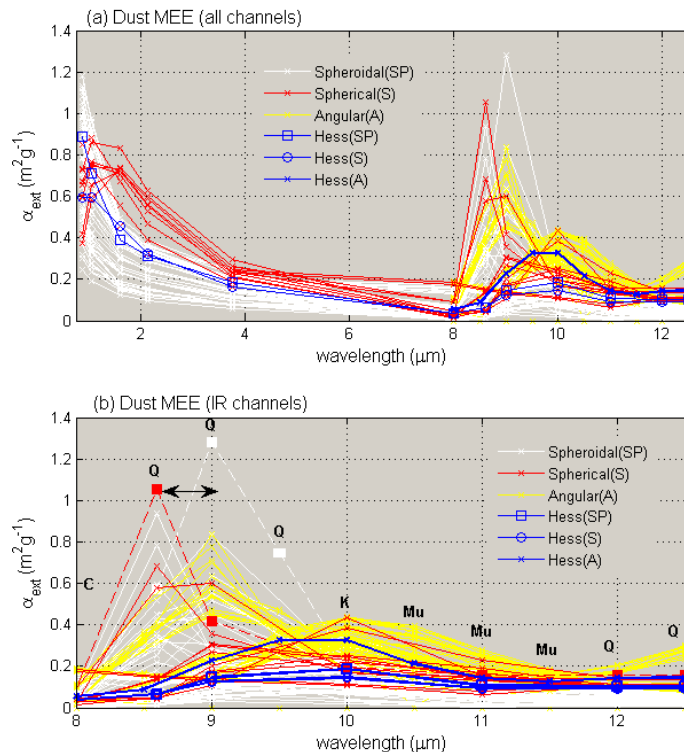 (a) Dust MEE (all channels)
1.4
1.2
1
0.8
0.6
0.4
0.2
0
α_ext (m²g⁻¹)
Spheroidal(SP)
Spherical(S)
Angular(A)
Hess(SP)
Hess(S)
Hess(A)
2 4 6 8 10 12
wavelength (μm)
(b) Dust MEE (IR channels)
1.4
1.2
1
0.8
0.6
0.4
0.2
0
α_ext (m²g⁻¹)
Q
Q
Q
C
K
Mu
Mu
Mu
Q
Q
Spheroidal(SP)
Spherical(S)
Angular(A)
Hess(SP)
Hess(S)
Hess(A)
8 9 10 11 12
wavelength (μm)